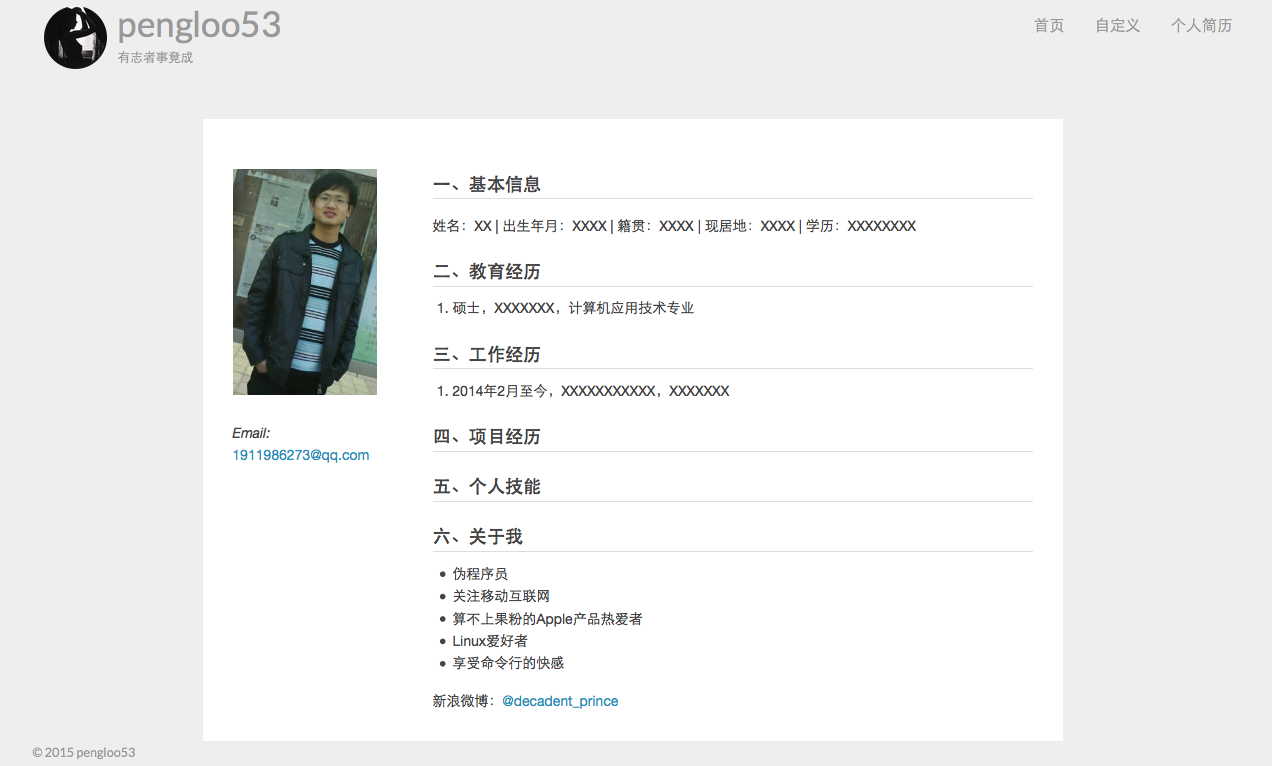 pengloo53
有志者事竟成
首页 自定义 个人简历
一、基本信息
姓名：XX | 出生年月：XXXX | 籍贯：XXXX | 现居地：XXXX | 学历：XXXXXXXX
二、教育经历
1. 硕士，XXXXXXX，计算机应用技术专业
三、工作经历
1. 2014年2月至今，XXXXXXXXXXX，XXXXXXX
四、项目经历
五、个人技能
六、关于我
• 伪程序员
• 关注移动互联网
• 算不上果粉的Apple产品热爱者
• Linux爱好者
• 享受命令行的快感
新浪微博：@decadent_prince
Email:
1911986273@qq.com
© 2015 pengloo53